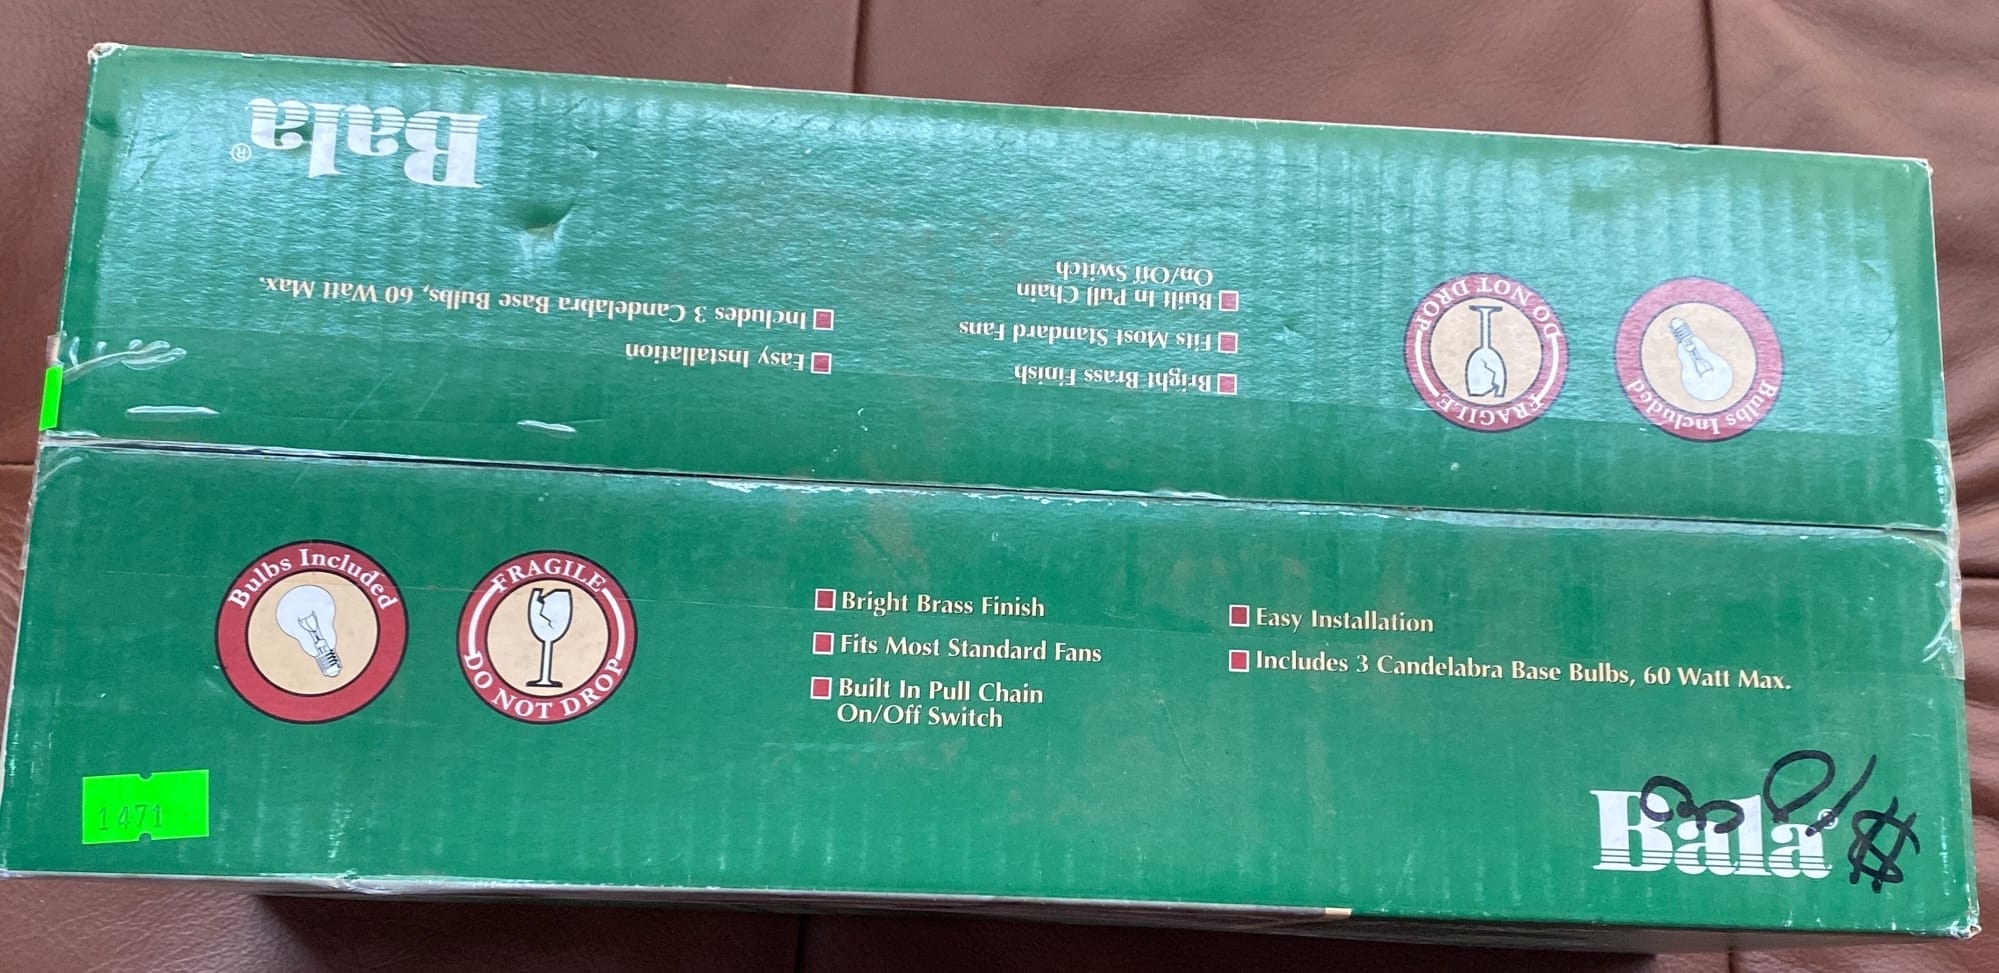 Bala®
Bright Brass Finish
Fits Most Standard Fans
Built In Pull Chain
On/Off Switch
Easy Installation
Includes 3 Candelabra Base Bulbs, 60 Watt Max.
FRAGILE
DO NOT DROP
Bulbs Included
Bulbs Included
FRAGILE
DO NOT DROP
Bright Brass Finish
Fits Most Standard Fans
Built In Pull Chain
On/Off Switch
Easy Installation
Includes 3 Candelabra Base Bulbs, 60 Watt Max.
1471
Bala®